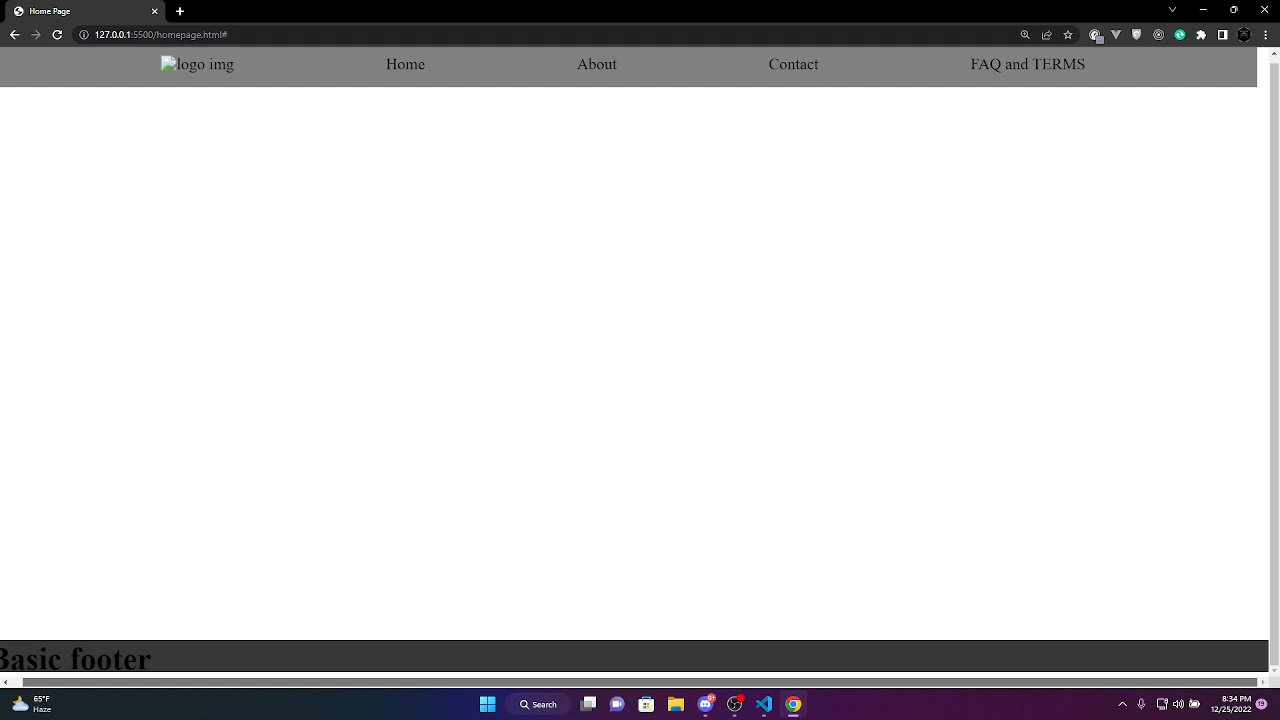 Home Page
127.0.0.1:5500/homepage.html#
logo img Home About Contact FAQ and TERMS
Basic footer
65°F
Haze
Search
9+
8:34 PM
12/25/2022